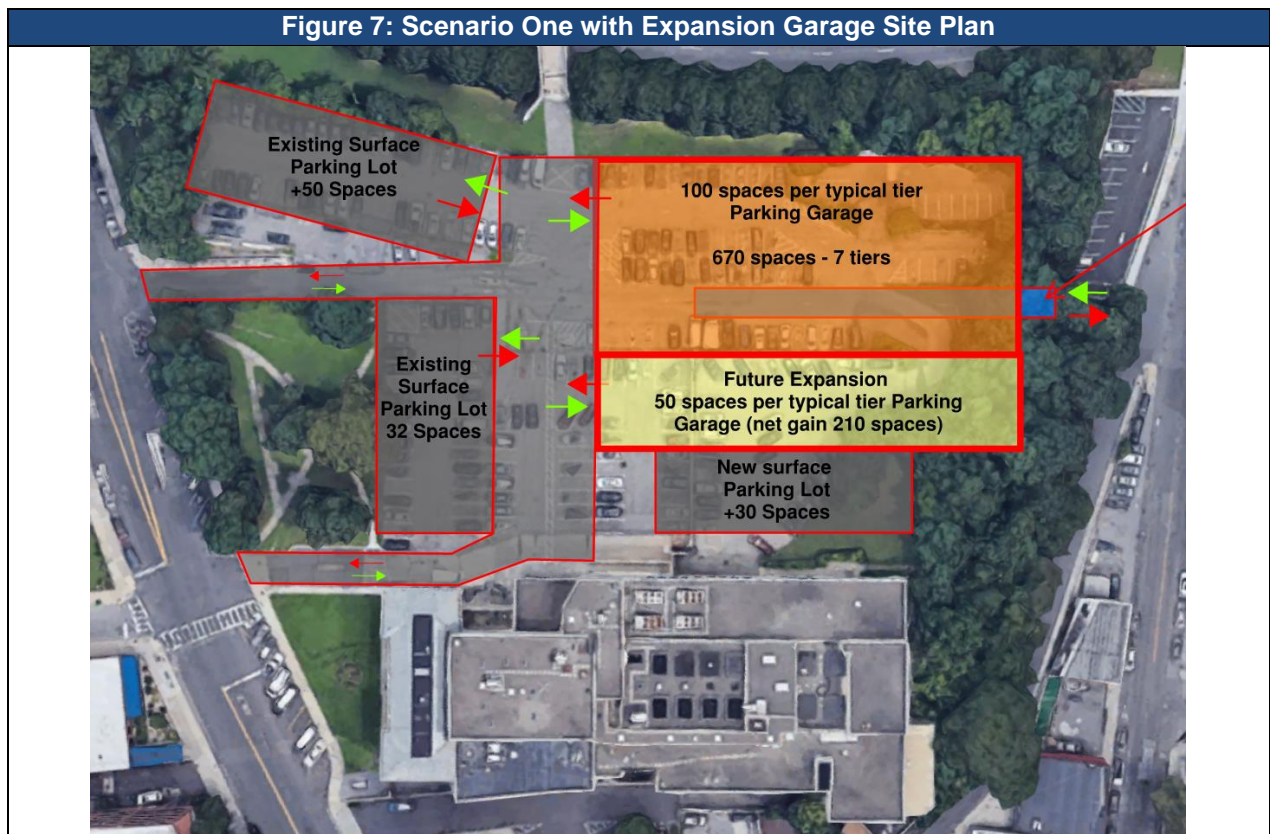 Figure 7: Scenario One with Expansion Garage Site Plan
Existing Surface
Parking Lot
+50 Spaces
100 spaces per typical tier
Parking Garage
670 spaces - 7 tiers
Existing
Surface
Parking Lot
32 Spaces
Future Expansion
50 spaces per typical tier Parking
Garage (net gain 210 spaces)
New surface
Parking Lot
+30 Spaces